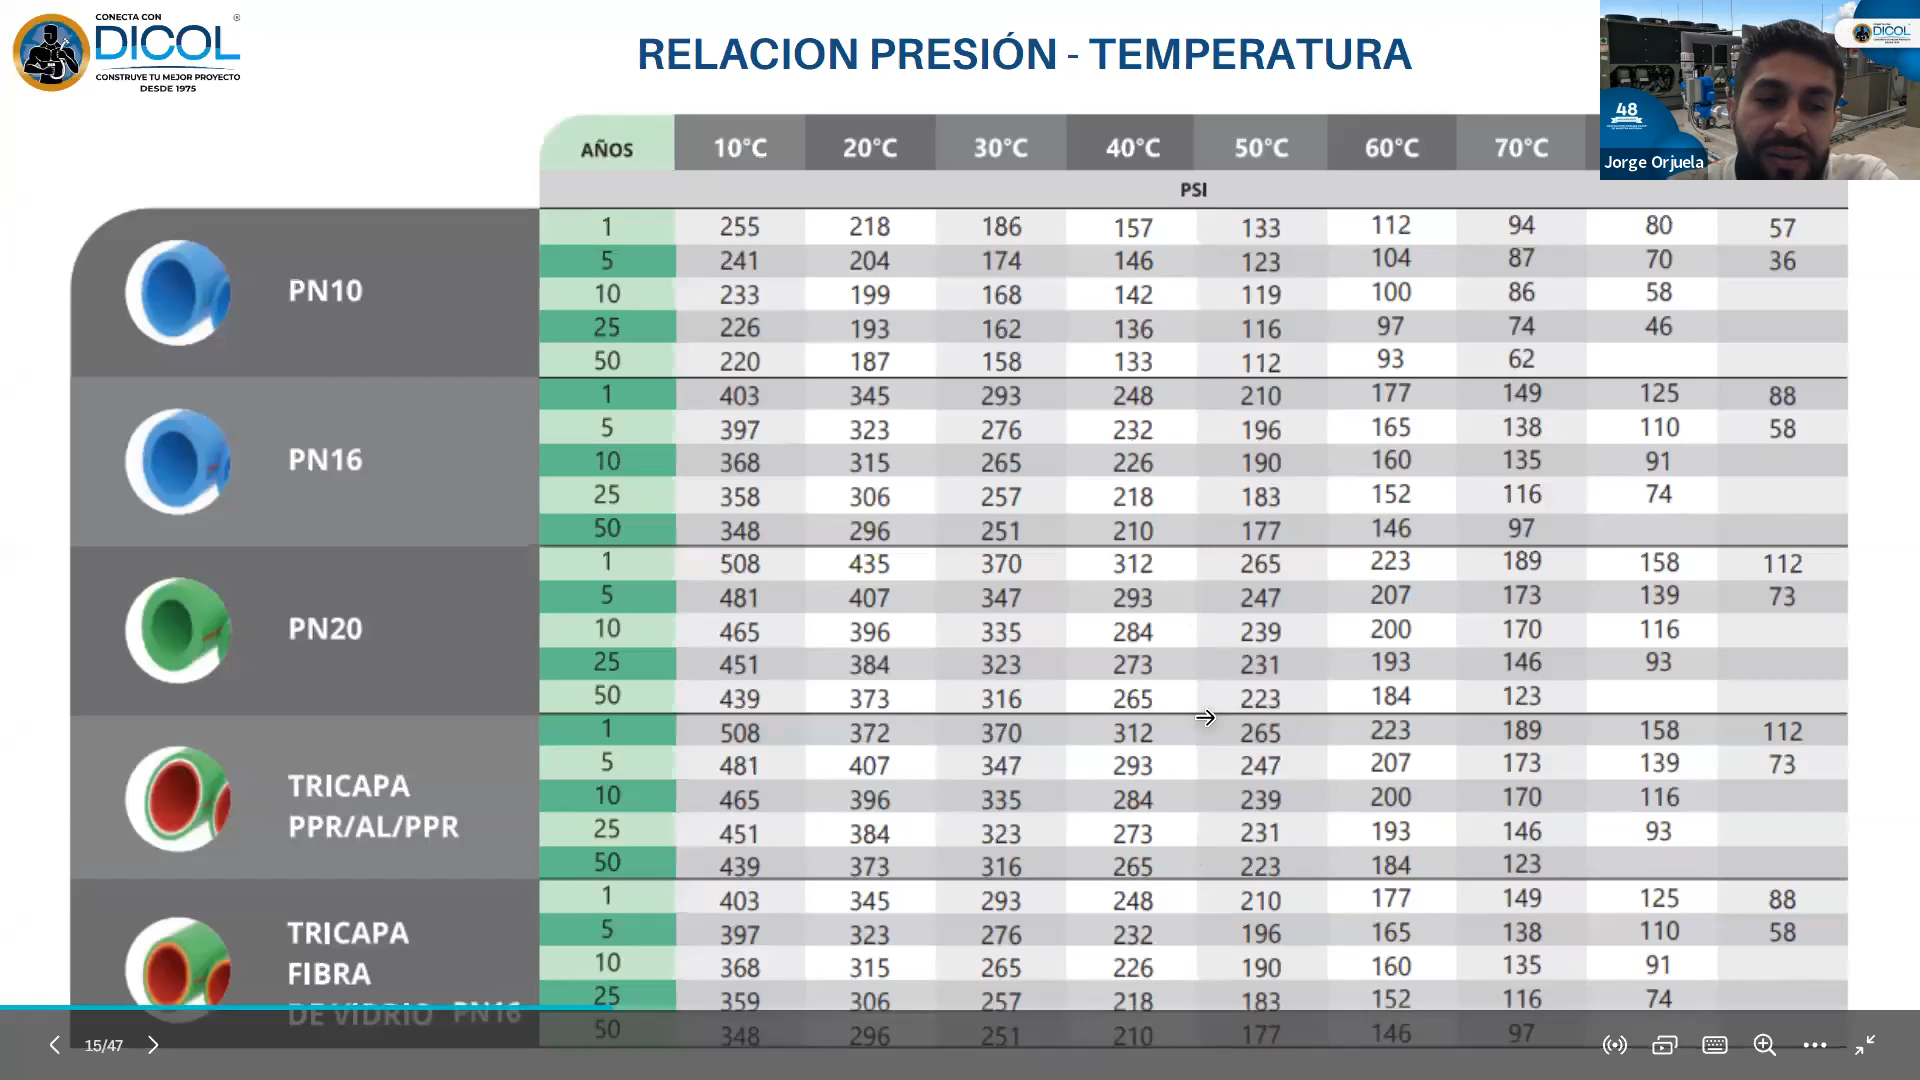 CONECTA CON
DICOL
®
CONSTRUYE TU MEJOR PROYECTO
DESDE 1975
RELACION PRESIÓN - TEMPERATURA
48
Jorge Orjuela
DICOL
AÑOS 10°C 20°C 30°C 40°C 50°C 60°C 70°C
PSI
PN10
1 255 218 186 157 133 112 94 80 57
5 241 204 174 146 123 104 87 70 36
10 233 199 168 142 119 100 86 58
25 226 193 162 136 116 97 74 46
50 220 187 158 133 112 93 62
PN16
1 403 345 293 248 210 177 149 125 88
5 397 323 276 232 196 165 138 110 58
10 368 315 265 226 190 160 135 91
25 358 306 257 218 183 152 116 74
50 348 296 251 210 177 146 97
PN20
1 508 435 370 312 265 223 189 158 112
5 481 407 347 293 247 207 173 139 73
10 465 396 335 284 239 200 170 116
25 451 384 323 273 231 193 146 93
50 439 373 316 265 223 184 123
TRICAPA
PPR/AL/PPR
1 508 372 370 312 265 223 189 158 112
5 481 407 347 293 247 207 173 139 73
10 465 396 335 284 239 200 170 116
25 451 384 323 273 231 193 146 93
50 439 373 316 265 223 184 123
TRICAPA
FIBRA
DE VIDRIO PN16
1 403 345 293 248 210 177 149 125 88
5 397 323 276 232 196 165 138 110 58
10 368 315 265 226 190 160 135 91
25 359 306 257 218 183 152 116 74
50 348 296 251 210 177 146 97
15/47